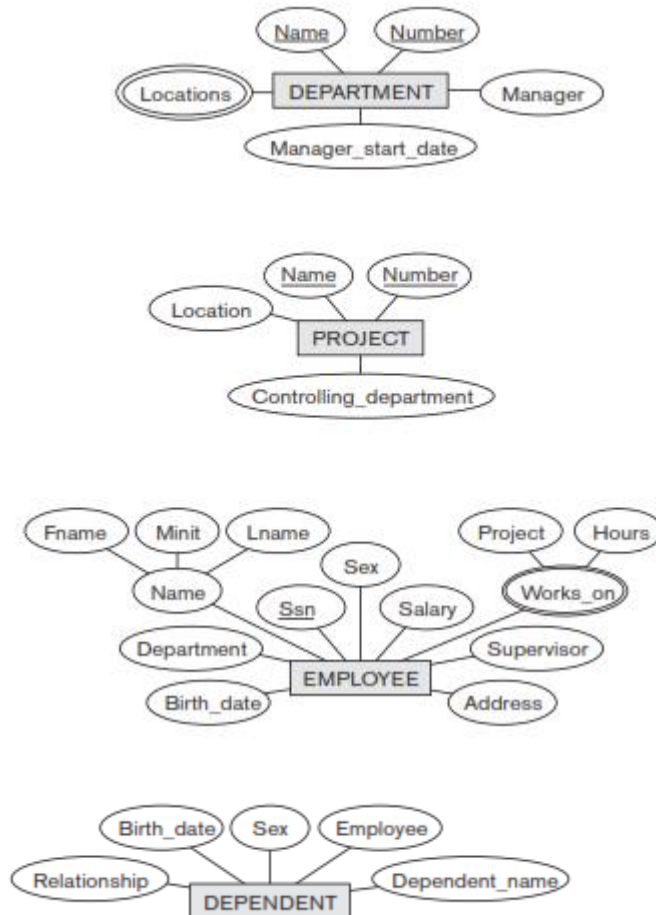 Name Number
Locations DEPARTMENT Manager
Manager_start_date
Name Number
Location
PROJECT
Controlling_department
Fname Minit Lname Project Hours
Sex
Name Works_on
Ssn Salary
Department Supervisor
EMPLOYEE
Birth_date Address
Birth_date Sex Employee
Relationship Dependent_name
DEPENDENT